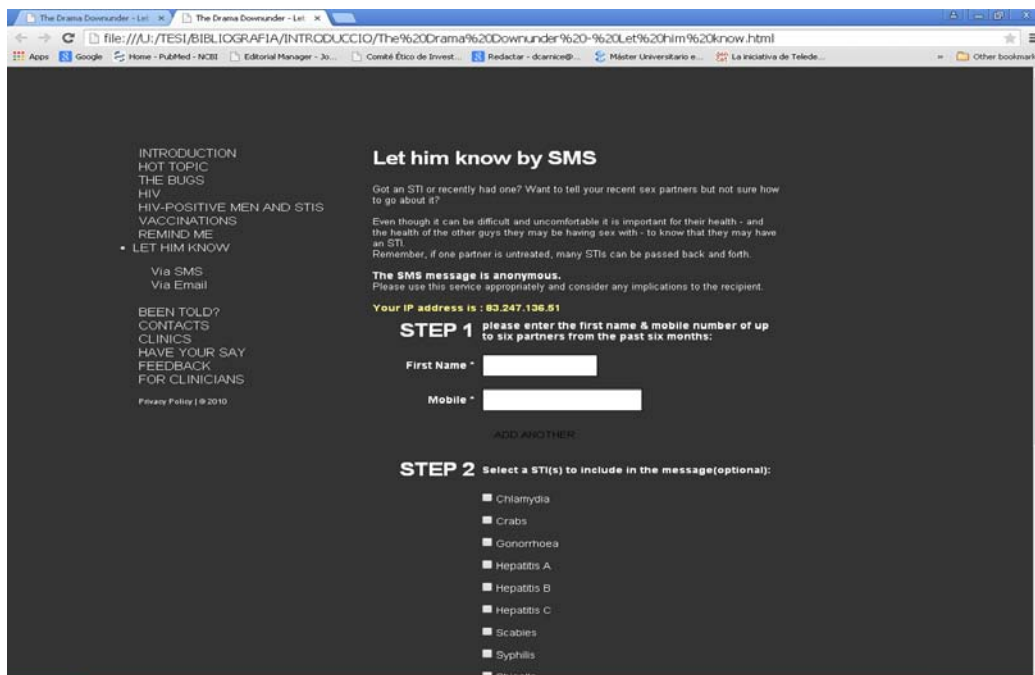 The Drama Downunder - Let
The Drama Downunder - Let
file:///U:/TESI/BIBLIOGRAFIA/INTRODUCCIO/The%20Drama%20Downunder%20-%20Let%20him%20know.html
Apps Google Home - PubMed - NCBI Editorial Manager - Jo... Comité Ético de Invest... Redactar - dcarnice@... Máster Universitario e... La iniciativa de Telede... » Other bookmark
INTRODUCTION
HOT TOPIC
THE BUGS
HIV
HIV-POSITIVE MEN AND STIS
VACCINATIONS
REMIND ME
• LET HIM KNOW
Via SMS
Via Email
BEEN TOLD?
CONTACTS
CLINICS
HAVE YOUR SAY
FEEDBACK
FOR CLINICIANS
Privacy Policy | © 2010
Let him know by SMS
Got an STI or recently had one? Want to tell your recent sex partners but not sure how
to go about it?
Even though it can be difficult and uncomfortable it is important for their health - and
the health of the other guys they may be having sex with - to know that they may have
an STI.
Remember, if one partner is untreated, many STIs can be passed back and forth.
The SMS message is anonymous.
Please use this service appropriately and consider any implications to the recipient.
Your IP address is : 83.247.136.51
STEP 1 please enter the first name & mobile number of up
to six partners from the past six months:
First Name *
Mobile *
ADD ANOTHER
STEP 2 Select a STI(s) to include in the message(optional):
Chlamydia
Crabs
Gonorrhoea
Hepatitis A
Hepatitis B
Hepatitis C
Scabies
Syphilis